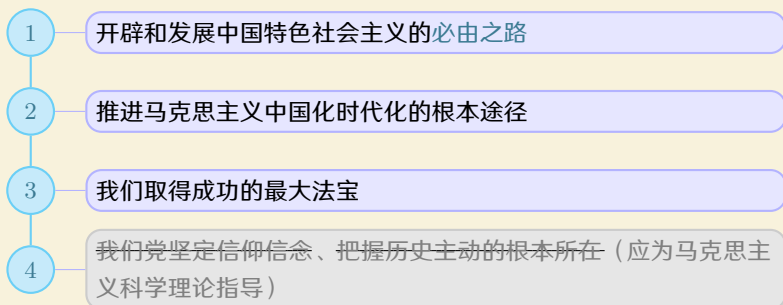 1 开辟和发展中国特色社会主义的必由之路
2 推进马克思主义中国化时代化的根本途径
3 我们取得成功的最大法宝
4 我们党坚定信仰信念、把握历史主动的根本所在（应为马克思主
义科学理论指导）